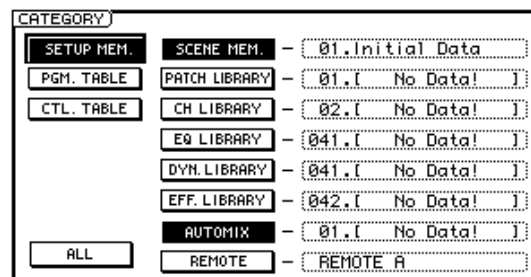 CATEGORY
SETUP MEM. SCENE MEM. – 01.Initial Data
PGM. TABLE PATCH LIBRARY – 01.[ No Data! ]
CTL. TABLE CH LIBRARY – 02.[ No Data! ]
EQ LIBRARY – 041.[ No Data! ]
DYN. LIBRARY – 041.[ No Data! ]
EFF. LIBRARY – 042.[ No Data! ]
AUTOMIX – 01.[ No Data! ]
ALL REMOTE – REMOTE A